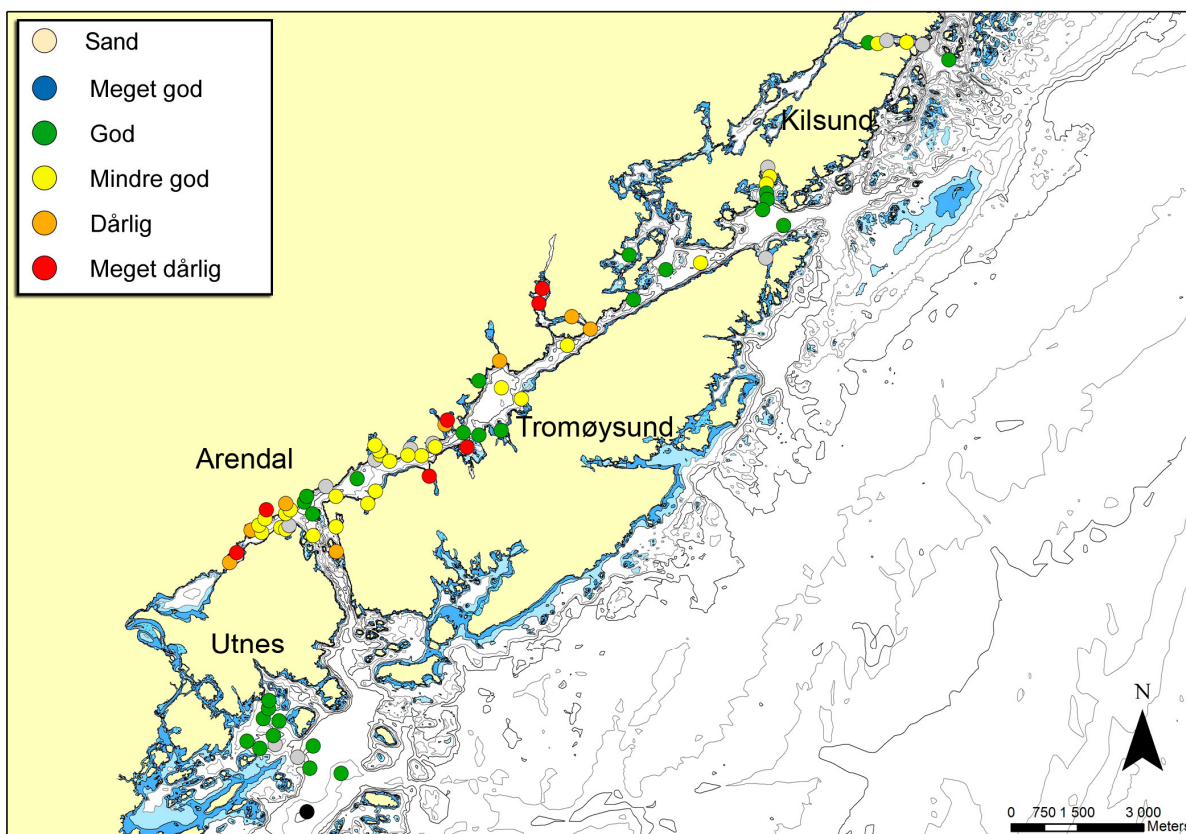 Sand
Meget god
God
Mindre god
Dårlig
Meget dårlig
Kilsund
Tromøysund
Arendal
Utnes
N
0 750 1 500 3 000
Meters